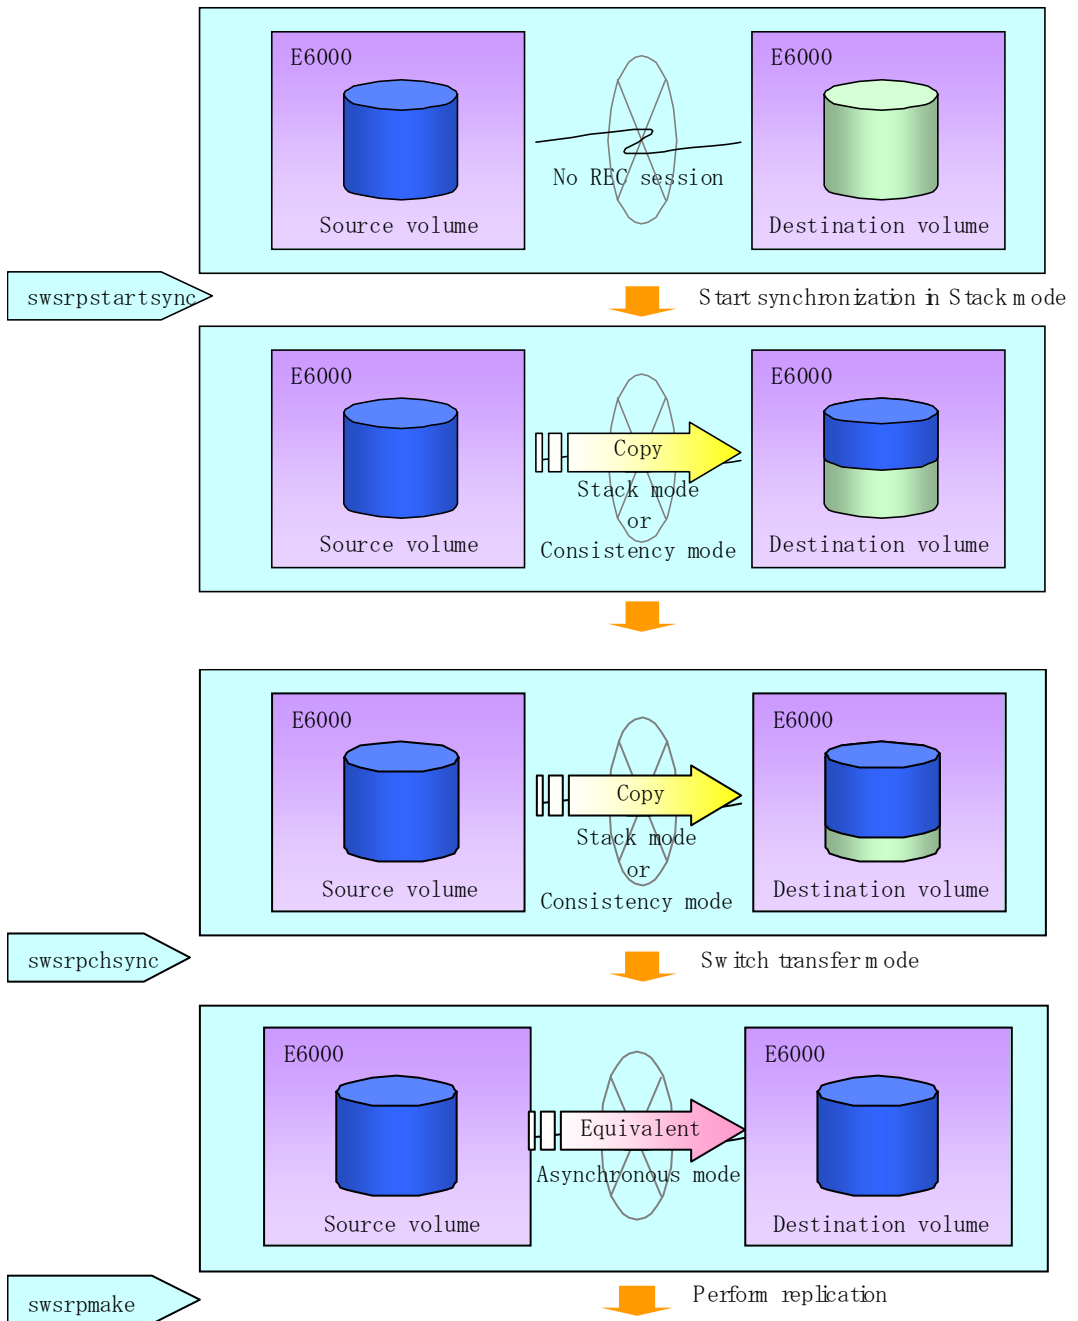 E6000
E6000
No REC session
Source volume
Destination volume
swsrpstartsync
Start synchronization in Stack mode
E6000
E6000
Copy
Stack mode
or
Source volume
Consistency mode
Destination volume
E6000
E6000
Copy
Stack mode
or
Source volume
Consistency mode
Destination volume
swsrpchsync
Switch transfer mode
E6000
E6000
Equivalent
Asynchronous mode
Source volume
Destination volume
swsrpmake
Perform replication